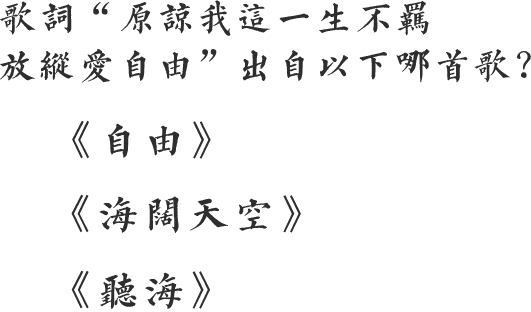 歌詞“原諒我這一生不羈
放縱愛自由”出自以下哪首歌？
《自由》
《海闊天空》
《聽海》